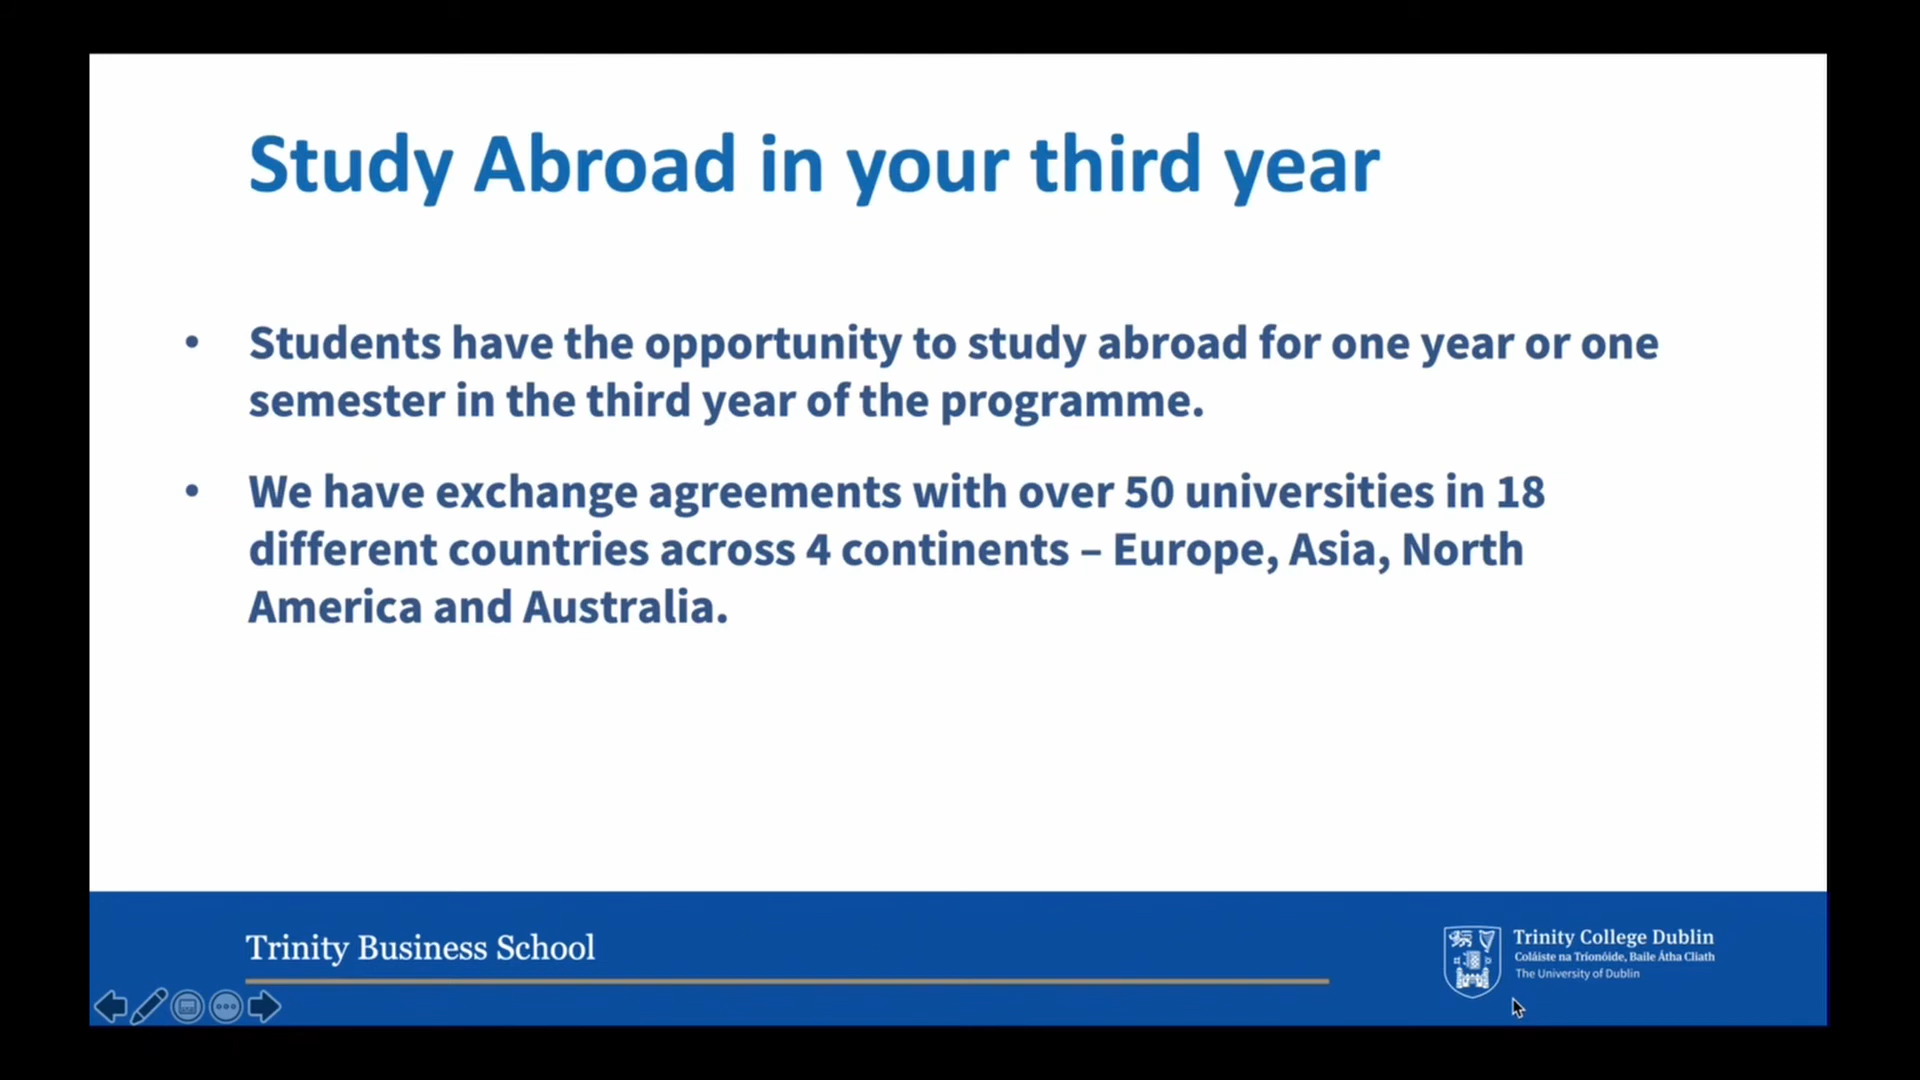 Study Abroad in your third year
• Students have the opportunity to study abroad for one year or one
semester in the third year of the programme.
• We have exchange agreements with over 50 universities in 18
different countries across 4 continents – Europe, Asia, North
America and Australia.
Trinity Business School
Trinity College Dublin
Coláiste na Tríonóide, Baile Átha Cliath
The University of Dublin